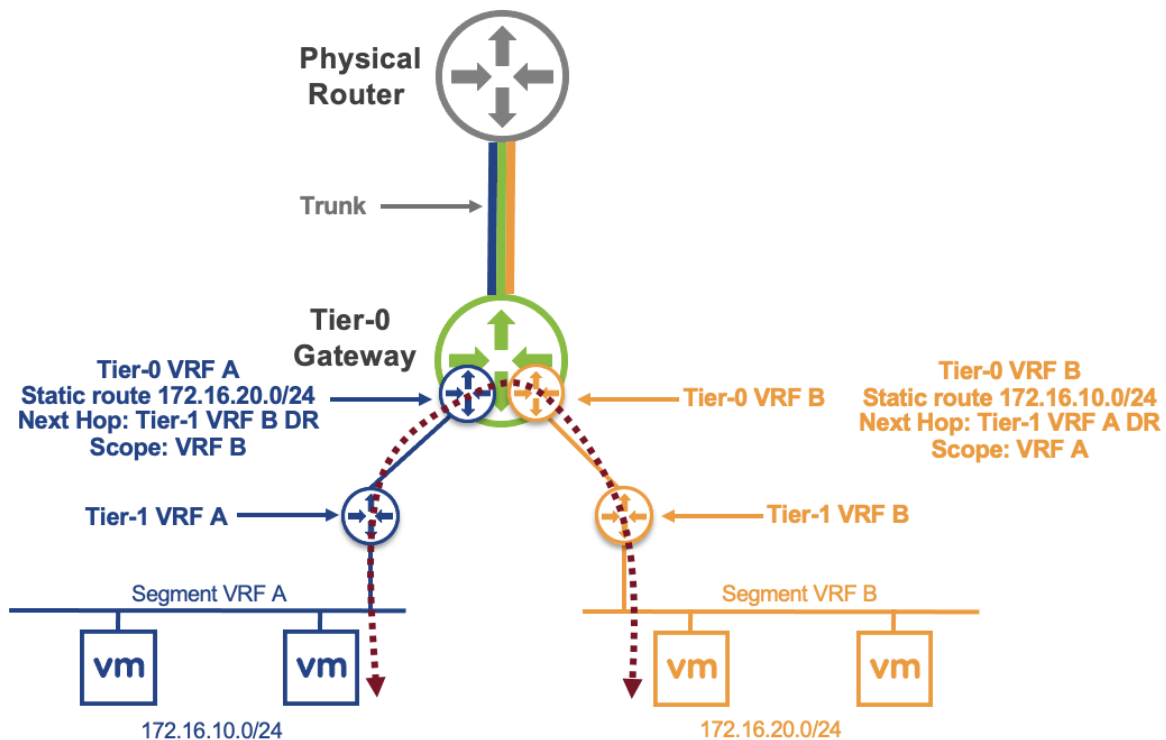 Physical
Router
Trunk
Tier-0
Gateway
Tier-0 VRF A
Static route 172.16.20.0/24
Next Hop: Tier-1 VRF B DR
Scope: VRF B
Tier-0 VRF B
Tier-0 VRF B
Static route 172.16.10.0/24
Next Hop: Tier-1 VRF A DR
Scope: VRF A
Tier-1 VRF A
Tier-1 VRF B
Segment VRF A
Segment VRF B
vm
vm
vm
vm
172.16.10.0/24
172.16.20.0/24